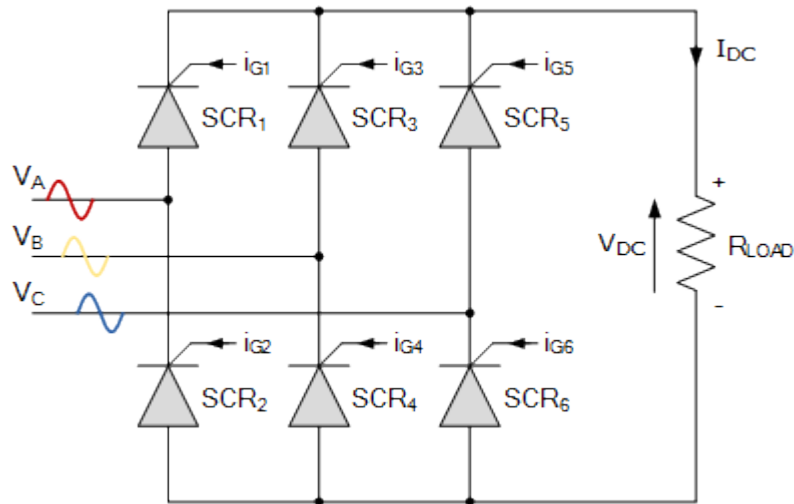 iG1 iG3 iG5 IDC
SCR1 SCR3 SCR5
VA
VB
VC
+
VDC RLOAD
-
iG2 iG4 iG6
SCR2 SCR4 SCR6